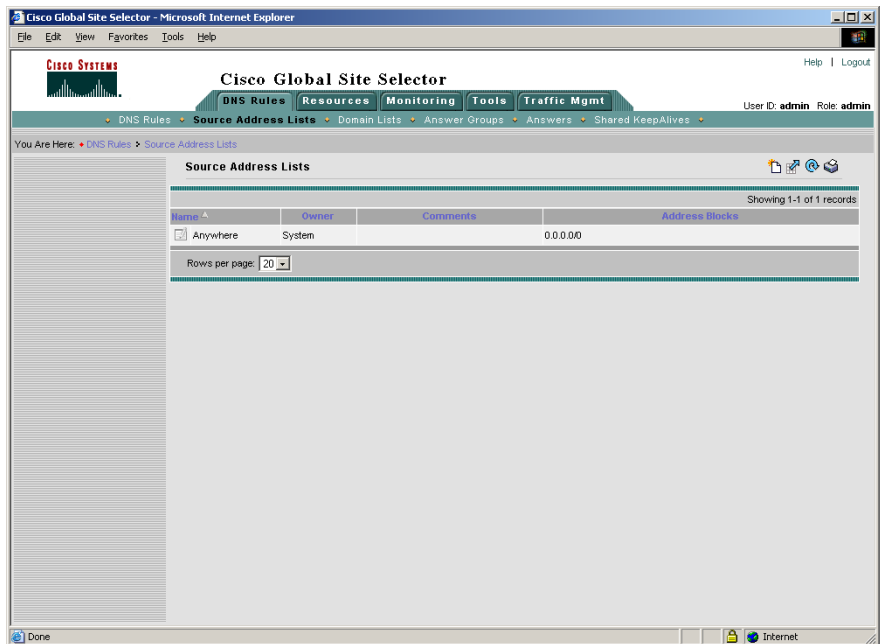 Cisco Global Site Selector - Microsoft Internet Explorer
File Edit View Favorites Tools Help
CISCO SYSTEMS
Help | Logout
Cisco Global Site Selector
DNS Rules Resources Monitoring Tools Traffic Mgmt
User ID: admin Role: admin
DNS Rules Source Address Lists Domain Lists Answer Groups Answers Shared KeepAlives
You Are Here: DNS Rules Source Address Lists
Source Address Lists
Showing 1-1 of 1 records
Name Owner Comments Address Blocks
Anywhere System 0.0.0.0/0
Rows per page: 20
Done Internet